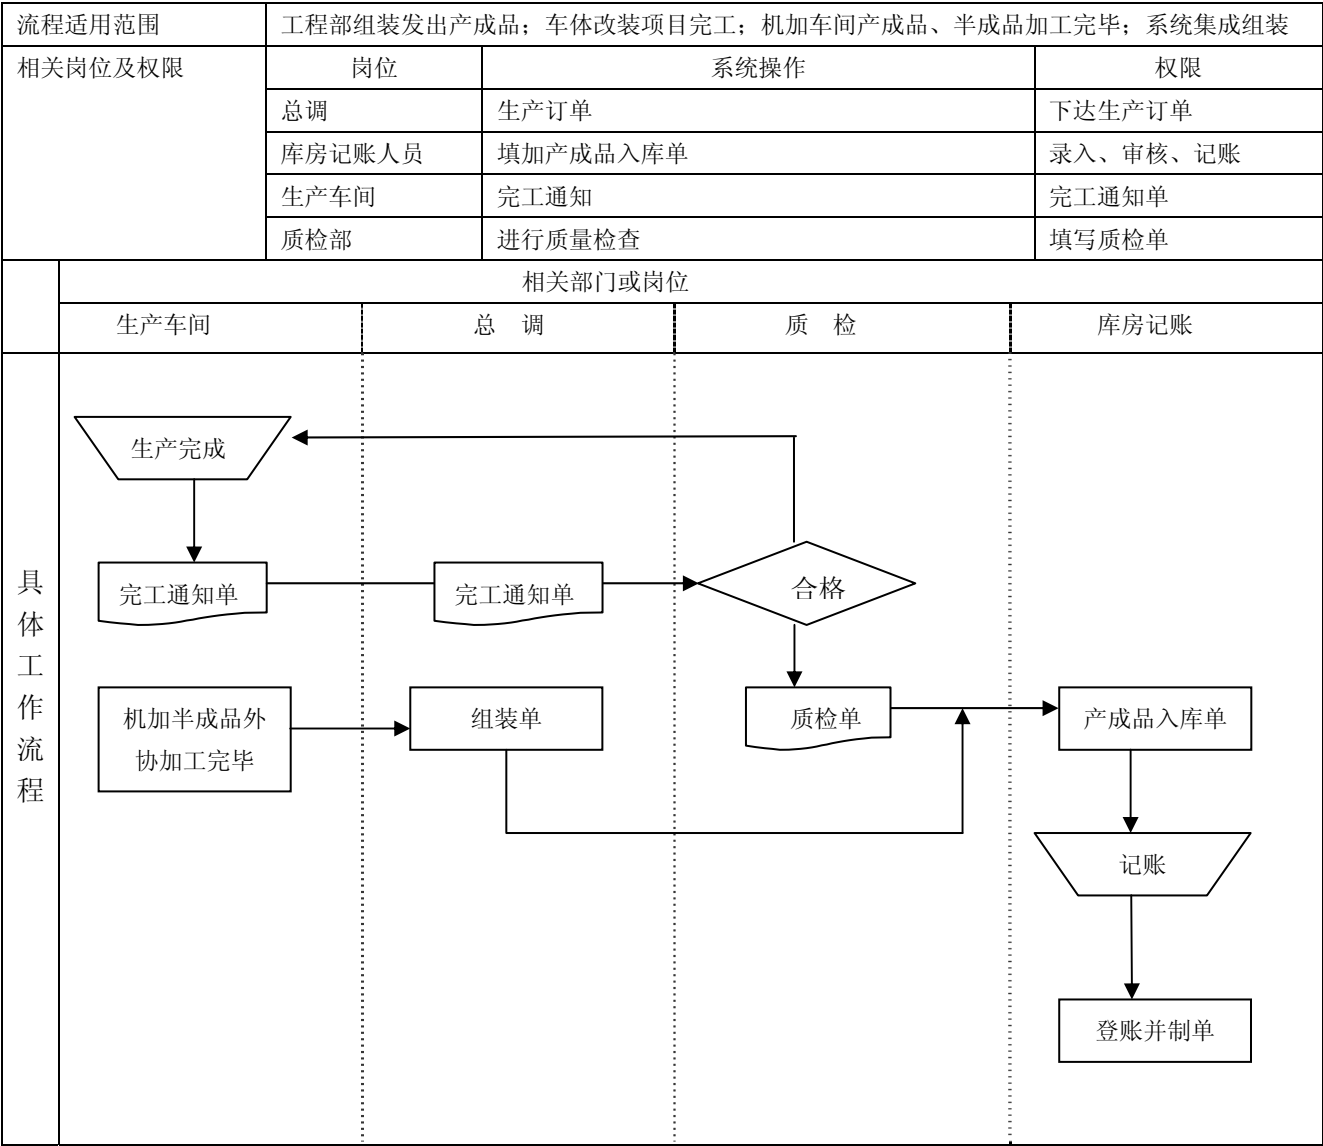 流程适用范围
工程部组装发出产成品；车体改装项目完工；机加车间产成品、半成品加工完毕；系统集成组装
相关岗位及权限
岗位 系统操作 权限
总调 生产订单 下达生产订单
库房记账人员 填加产成品入库单 录入、审核、记账
生产车间 完工通知 完工通知单
质检部 进行质量检查 填写质检单
相关部门或岗位
生产车间 总 调 质 检 库房记账
具体工作流程
生产完成
完工通知单
完工通知单
合格
机加半成品外
协加工完毕
组装单
质检单
产成品入库单
记账
登账并制单